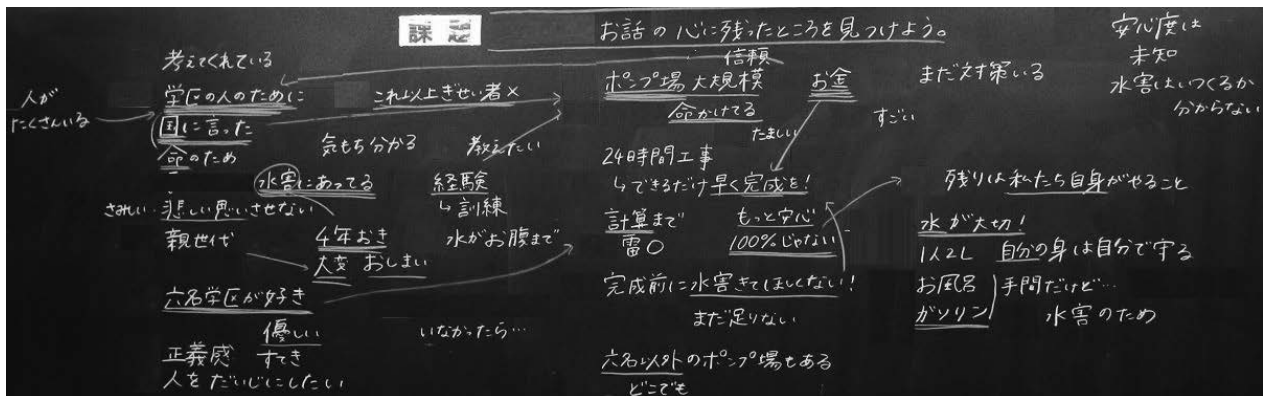 課題
お話の心に残ったところを見つけよう。
考えてくれている
人が
たくさんいる
学区の人のために
国に言った
命のため
これ以上ぎせい者×
気もち分かる
教えたい
水害にあってる
さみしい…悲しい思いさせない
親世代
4年おき
大変 おしまい
経験
↳訓練
水がお腹まで
六名学区が好き
優しい
すてき
正義感
人をだいじにしたい
いなかったら…
信頼
ポンプ場 大規模
命かけてる
お金
たましい
すごい
まだ対策いる
24時間工事
↳できるだけ早く完成を!
計算まで
雷○
もっと安心
100%じゃない
完成前に水害きてほしくない!
まだ足りない
六名以外のポンプ場もある
どこでも
安心度は
未知
水害はいつくるか
分からない
残りは私たち自身がやること
水が大切!
1人2L 自分の身は自分で守る
お風呂
ガソリン
手間だけど…
水害のため